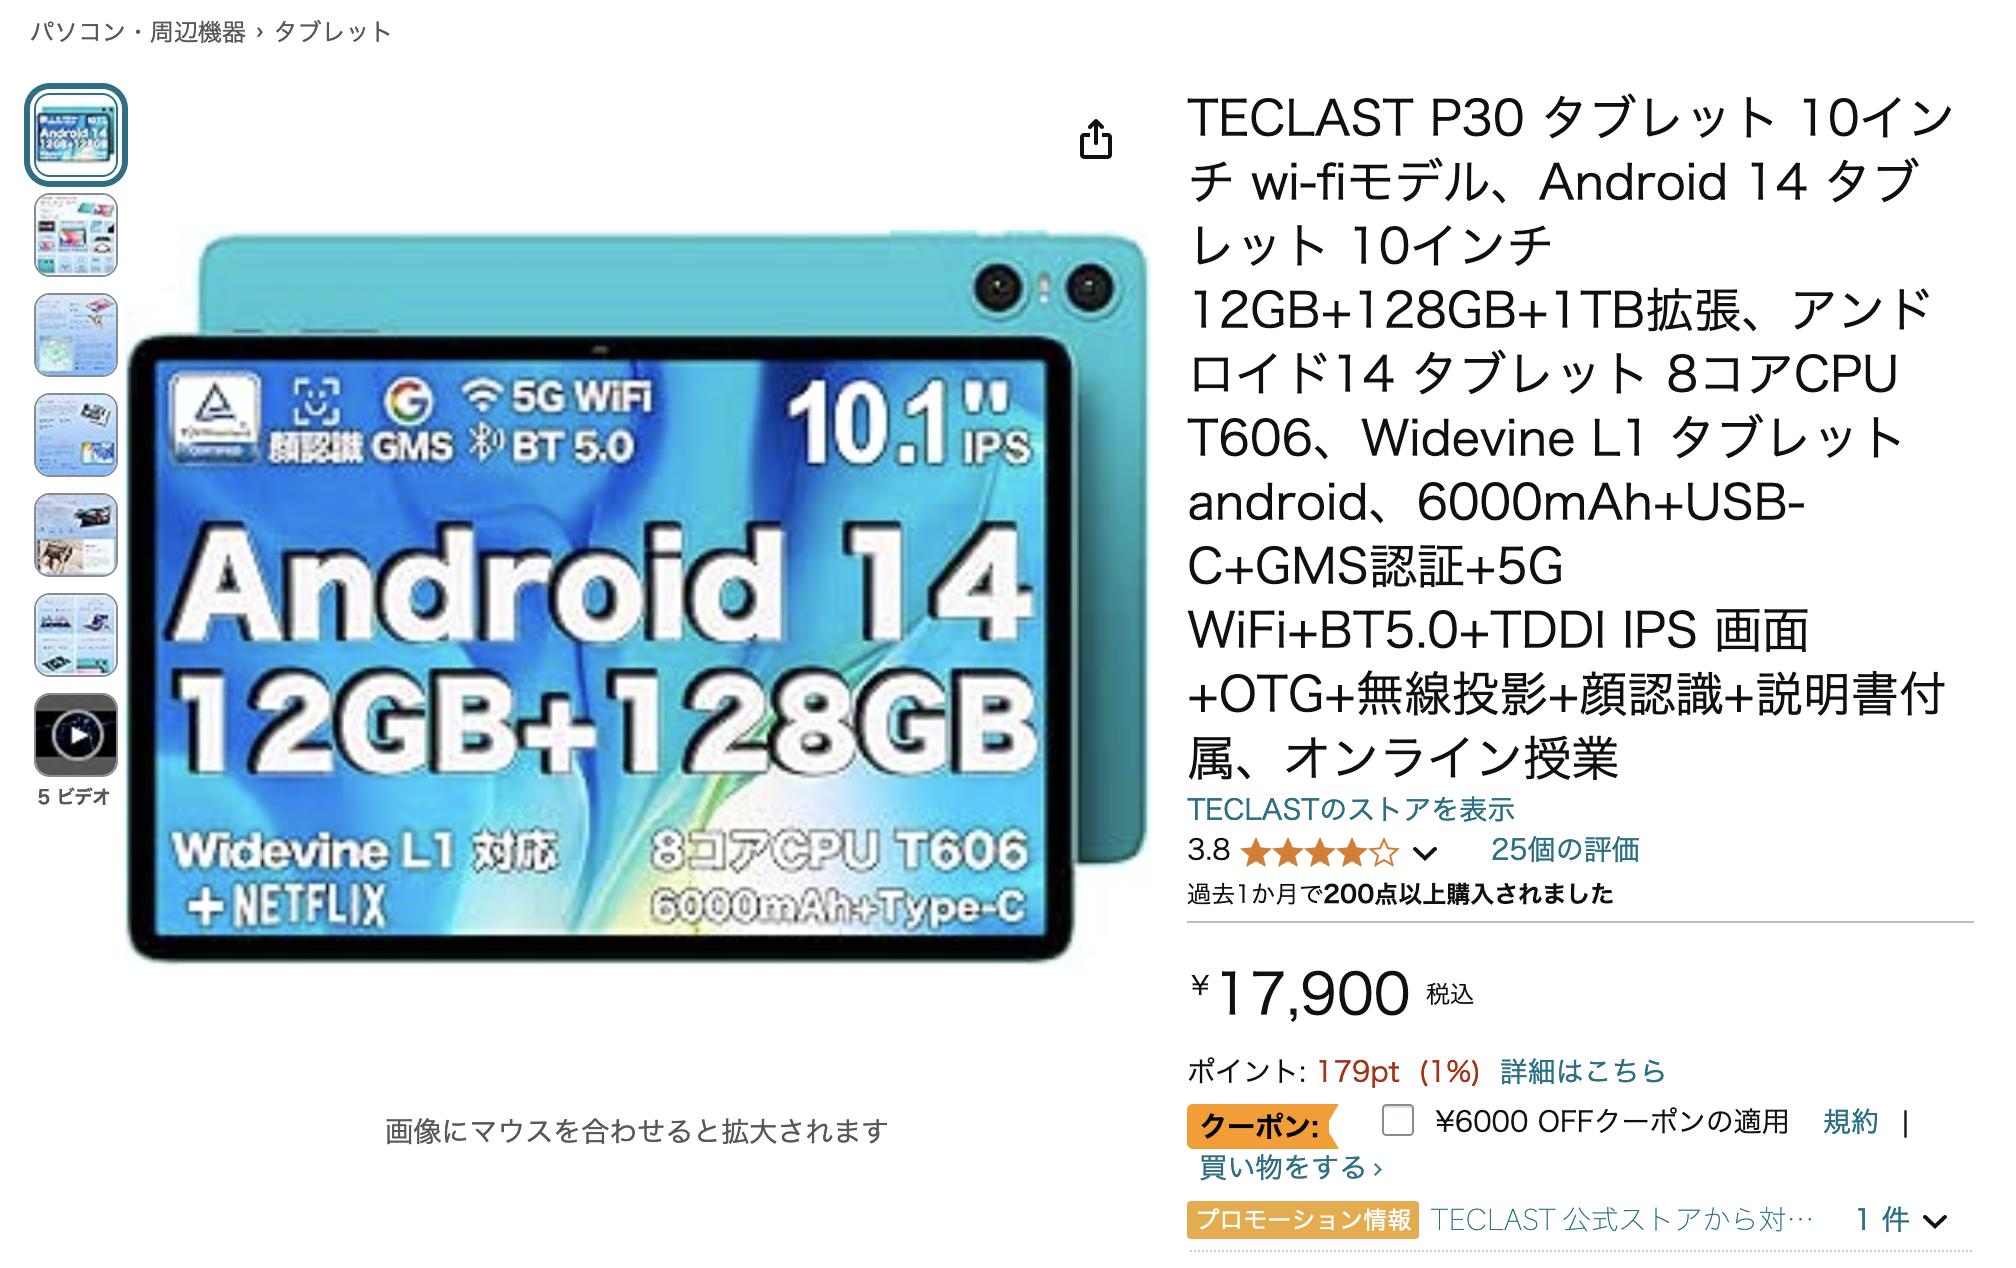 パソコン・周辺機器 › タブレット
5G WiFi
顔認識 GMS BT 5.0
10.1"
IPS
Android 14
12GB+128GB
Widevine L1 対応
+NETFLIX
8コアCPU T606
6000mAh+Type-C
5 ビデオ
画像にマウスを合わせると拡大されます
TECLAST P30 タブレット 10イン
チ wi-fiモデル、Android 14 タブ
レット 10インチ
12GB+128GB+1TB拡張、アンド
ロイド14 タブレット 8コアCPU
T606、Widevine L1 タブレット
android、6000mAh+USB-
C+GMS認証+5G
WiFi+BT5.0+TDDI IPS 画面
+OTG+無線投影+顔認識+説明書付
属、オンライン授業
TECLASTのストアを表示
3.8 25個の評価
過去1か月で200点以上購入されました
¥17,900 税込
ポイント: 179pt (1%) 詳細はこちら
クーポン: ¥6000 OFFクーポンの適用 規約 |
買い物をする ›
プロモーション情報 TECLAST 公式ストアから対… 1 件